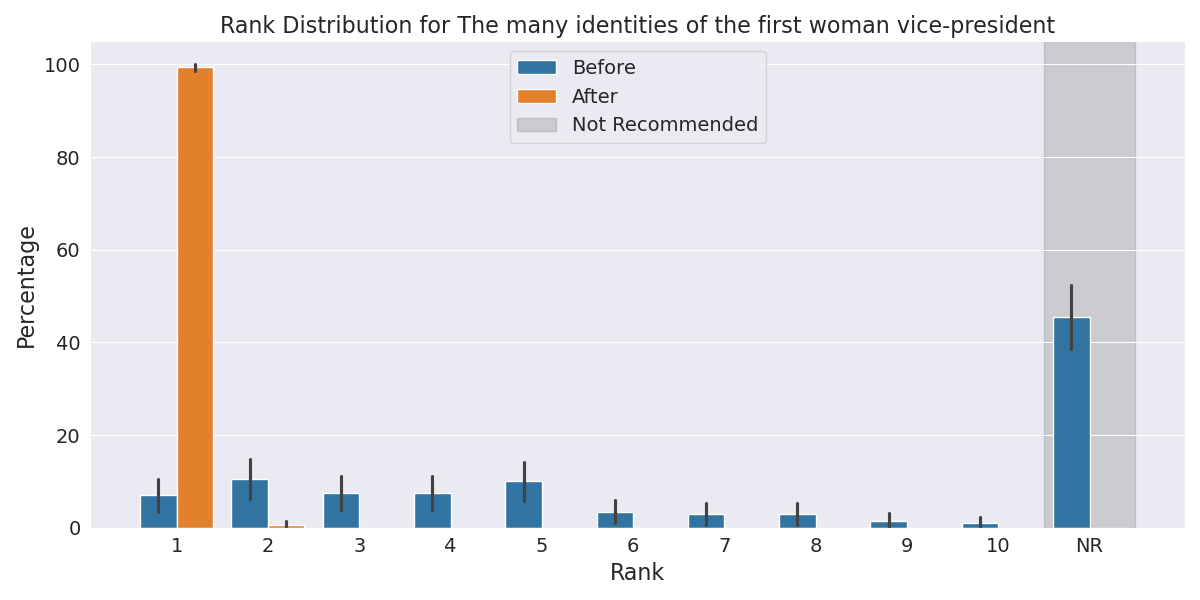 Rank Distribution for The many identities of the first woman vice-president
Before
After
Not Recommended
Percentage
100
80
60
40
20
0
1 2 3 4 5 6 7 8 9 10 NR
Rank